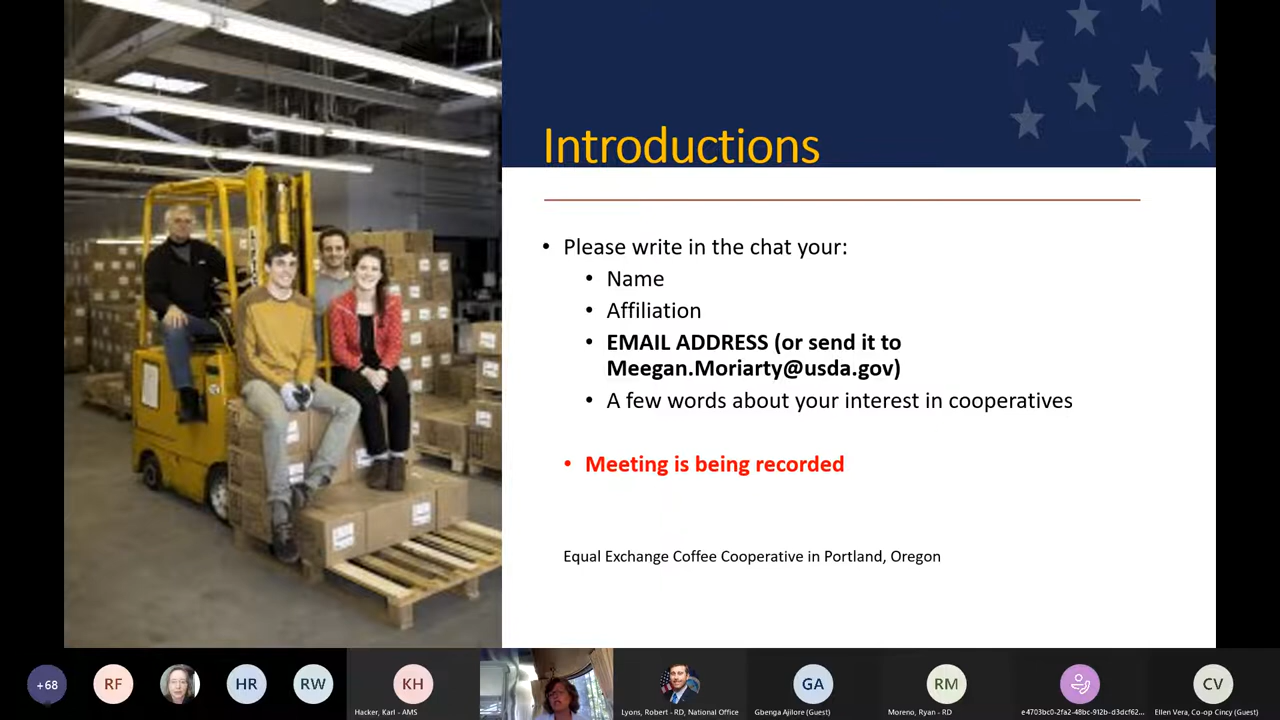 Introductions
• Please write in the chat your:
• Name
• Affiliation
• EMAIL ADDRESS (or send it to
Meegan.Moriarty@usda.gov)
• A few words about your interest in cooperatives
• Meeting is being recorded
Equal Exchange Coffee Cooperative in Portland, Oregon
+68
RF
HR
RW
KH
GA
RM
CV
Hacker, Karl - AMS
Lyons, Robert - RD, National Office
Gbenga Ajilore (Guest)
Moreno, Ryan - RD
e4703bc0-2fa2-48bc-912b-d3dcf62...
Ellen Vera, Co-op Cincy (Guest)